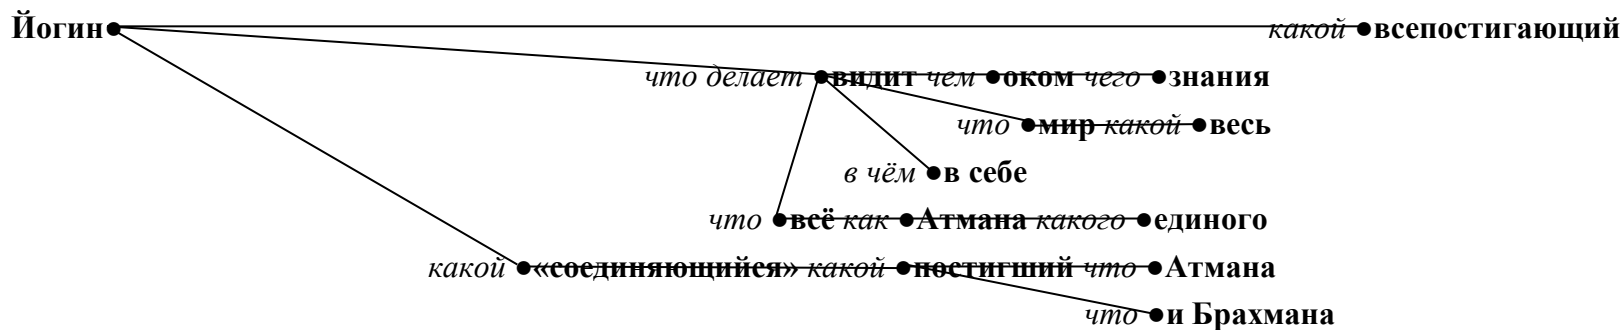 Йогин какой всепостигающий
что делает видит чем оком чего знания
что мир какой весь
в чём в себе
что всё как Атмана какого единого
какой «соединяющийся» какой постигший что Атмана
что и Брахмана